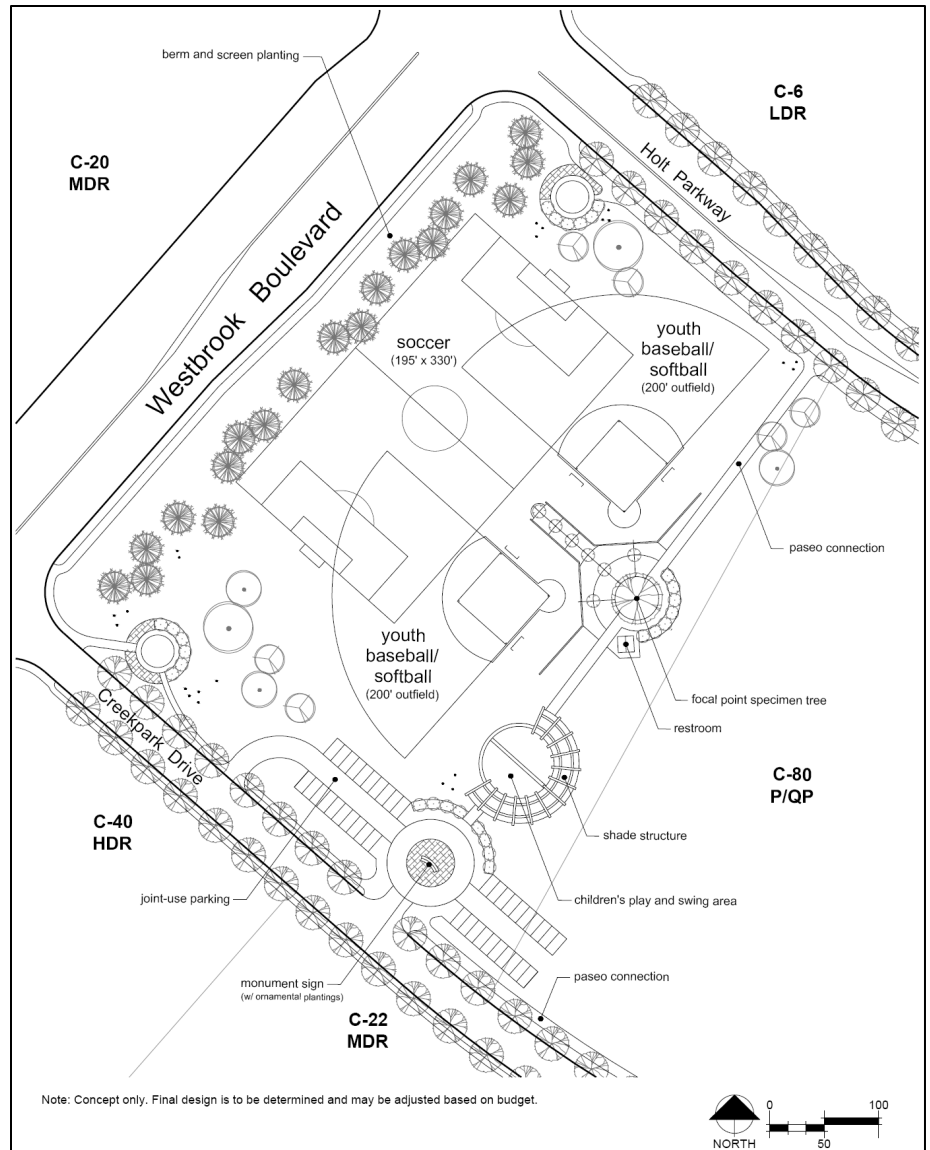 berm and screen planting
C-6
LDR
C-20
MDR
Holt Parkway
Westbrook Boulevard
soccer
(195' x 330')
youth
baseball/
softball
(200' outfield)
paseo connection
youth
baseball/
softball
(200' outfield)
focal point specimen tree
restroom
Creekpark Drive
C-80
P/QP
C-40
HDR
shade structure
joint-use parking
children's play and swing area
monument sign
(w/ ornamental plantings)
paseo connection
C-22
MDR
Note: Concept only. Final design is to be determined and may be adjusted based on budget.
NORTH
0
100
50